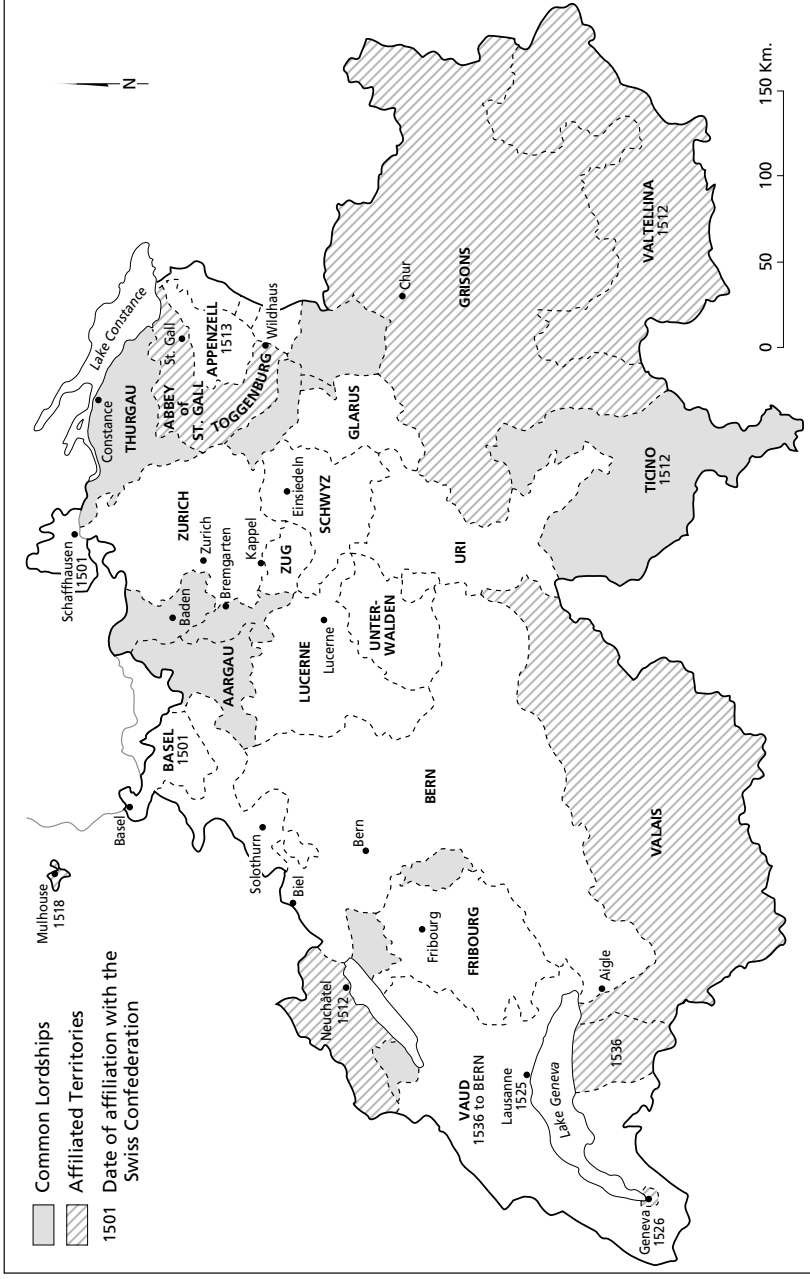 Common Lordships
Affiliated Territories
1501 Date of affiliation with the
Swiss Confederation
N
Mulhouse
1518
Schaffhausen
1501
Lake Constance
Constance
THURGAU
Basel
BASEL
1501
Baden
ZURICH
Zurich
Bremgarten
AARGAU
ABBEY
of
ST. GALL
St. Gall
APPENZELL
1513
TOGGENBURG
Wildhaus
Solothurn
Biel
Kappel
ZUG
Einsiedeln
SCHWYZ
GLARUS
LUCERNE
Lucerne
UNTER-
WALDEN
Neuchâtel
1512
Bern
BERN
Fribourg
FRIBOURG
URI
Chur
GRISONS
VAUD
1536 to BERN
Lausanne
1525
Lake Geneva
Aigle
1536
Geneva
1526
VALAIS
TICINO
1512
VALTELLINA
1512
0 50 100 150 Km.